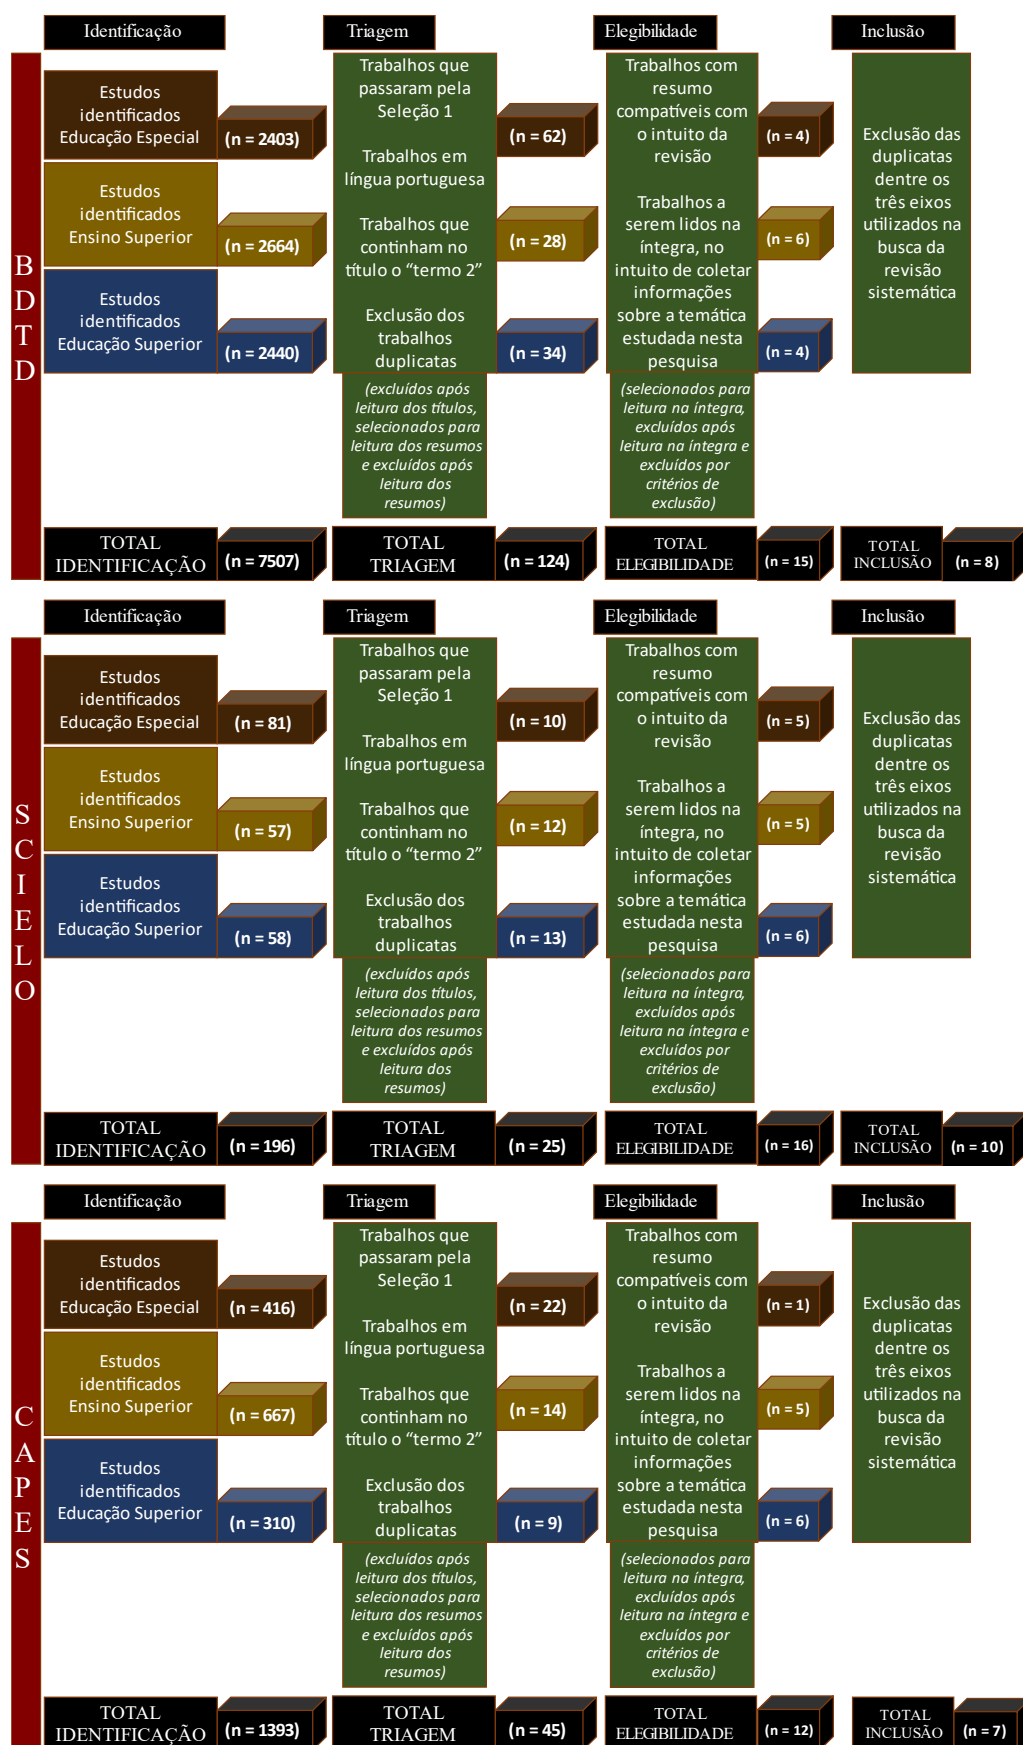 Identificação
Triagem
Elegibilidade
Inclusão
BDTD
Estudos
identificados
Educação Especial
(n = 2403)
Estudos
identificados
Ensino Superior
(n = 2664)
Estudos
identificados
Educação Superior
(n = 2440)
Trabalhos que
passaram pela
Seleção 1
Trabalhos em
língua portuguesa
Trabalhos que
continham no
título o “termo 2”
Exclusão dos
trabalhos
duplicatas
(excluídos após
leitura dos títulos,
selecionados para
leitura dos resumos
e excluídos após
leitura dos
resumos)
(n = 62)
(n = 28)
(n = 34)
Trabalhos com
resumo
compatíveis com
o intuito da
revisão
Trabalhos a
serem lidos na
íntegra, no
intuito de coletar
informações
sobre a temática
estudada nesta
pesquisa
(selecionados para
leitura na íntegra,
excluídos após
leitura na íntegra e
excluídos por
critérios de
exclusão)
(n = 4)
(n = 6)
(n = 4)
Exclusão das
duplicatas
dentre os
três eixos
utilizados na
busca da
revisão
sistemática
TOTAL
IDENTIFICAÇÃO
(n = 7507)
TOTAL
TRIAGEM
(n = 124)
TOTAL
ELEGIBILIDADE
(n = 15)
TOTAL
INCLUSÃO
(n = 8)
Identificação
Triagem
Elegibilidade
Inclusão
SCIELO
Estudos
identificados
Educação Especial
(n = 81)
Estudos
identificados
Ensino Superior
(n = 57)
Estudos
identificados
Educação Superior
(n = 58)
Trabalhos que
passaram pela
Seleção 1
Trabalhos em
língua portuguesa
Trabalhos que
continham no
título o “termo 2”
Exclusão dos
trabalhos
duplicatas
(excluídos após
leitura dos títulos,
selecionados para
leitura dos resumos
e excluídos após
leitura dos
resumos)
(n = 10)
(n = 12)
(n = 13)
Trabalhos com
resumo
compatíveis com
o intuito da
revisão
Trabalhos a
serem lidos na
íntegra, no
intuito de coletar
informações
sobre a temática
estudada nesta
pesquisa
(selecionados para
leitura na íntegra,
excluídos após
leitura na íntegra e
excluídos por
critérios de
exclusão)
(n = 5)
(n = 5)
(n = 6)
Exclusão das
duplicatas
dentre os
três eixos
utilizados na
busca da
revisão
sistemática
TOTAL
IDENTIFICAÇÃO
(n = 196)
TOTAL
TRIAGEM
(n = 25)
TOTAL
ELEGIBILIDADE
(n = 16)
TOTAL
INCLUSÃO
(n = 10)
Identificação
Triagem
Elegibilidade
Inclusão
CAPES
Estudos
identificados
Educação Especial
(n = 416)
Estudos
identificados
Ensino Superior
(n = 667)
Estudos
identificados
Educação Superior
(n = 310)
Trabalhos que
passaram pela
Seleção 1
Trabalhos em
língua portuguesa
Trabalhos que
continham no
título o “termo 2”
Exclusão dos
trabalhos
duplicatas
(excluídos após
leitura dos títulos,
selecionados para
leitura dos resumos
e excluídos após
leitura dos
resumos)
(n = 22)
(n = 14)
(n = 9)
Trabalhos com
resumo
compatíveis com
o intuito da
revisão
Trabalhos a
serem lidos na
íntegra, no
intuito de coletar
informações
sobre a temática
estudada nesta
pesquisa
(selecionados para
leitura na íntegra,
excluídos após
leitura na íntegra e
excluídos por
critérios de
exclusão)
(n = 1)
(n = 5)
(n = 6)
Exclusão das
duplicatas
dentre os
três eixos
utilizados na
busca da
revisão
sistemática
TOTAL
IDENTIFICAÇÃO
(n = 1393)
TOTAL
TRIAGEM
(n = 45)
TOTAL
ELEGIBILIDADE
(n = 12)
TOTAL
INCLUSÃO
(n = 7)